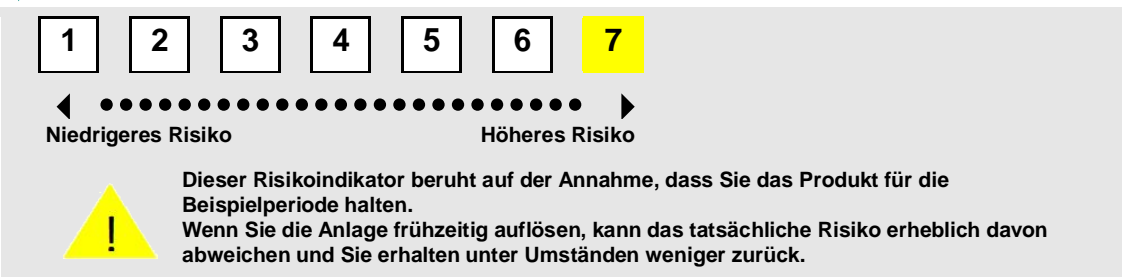 1 2 3 4 5 6 7
Niedrigeres Risiko Höheres Risiko
Dieser Risikoindikator beruht auf der Annahme, dass Sie das Produkt für die
Beispielperiode halten.
Wenn Sie die Anlage frühzeitig auflösen, kann das tatsächliche Risiko erheblich davon
abweichen und Sie erhalten unter Umständen weniger zurück.
!